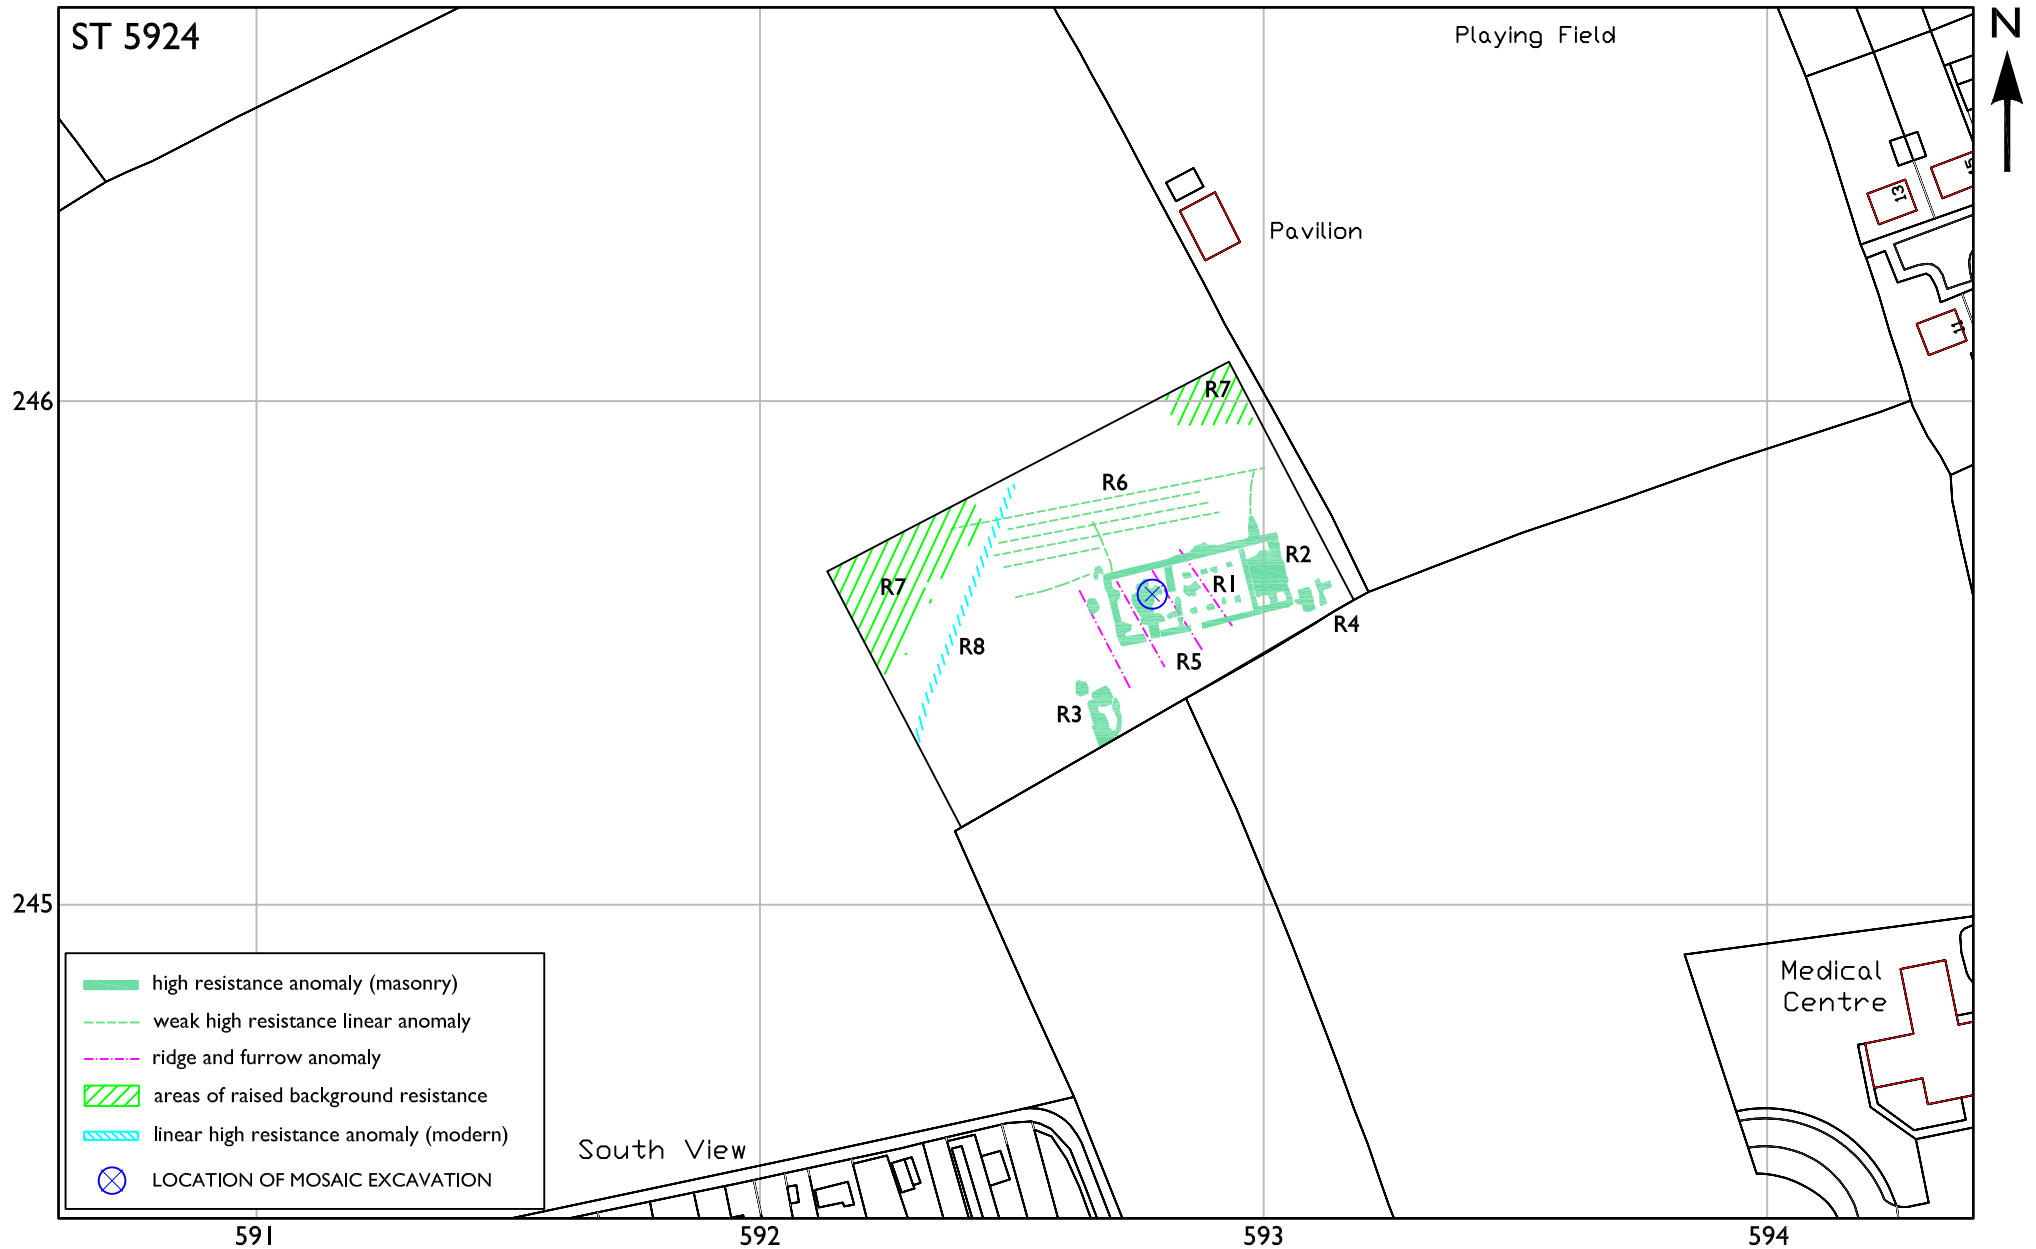 ST 5924
N
Playing Field
13
Pavilion
11
246
R7
R6
R7
R2
R1
R8
R4
R5
R3
245
high resistance anomaly (masonry)
weak high resistance linear anomaly
ridge and furrow anomaly
areas of raised background resistance
linear high resistance anomaly (modern)
LOCATION OF MOSAIC EXCAVATION
Medical
Centre
South View
591
592
593
594